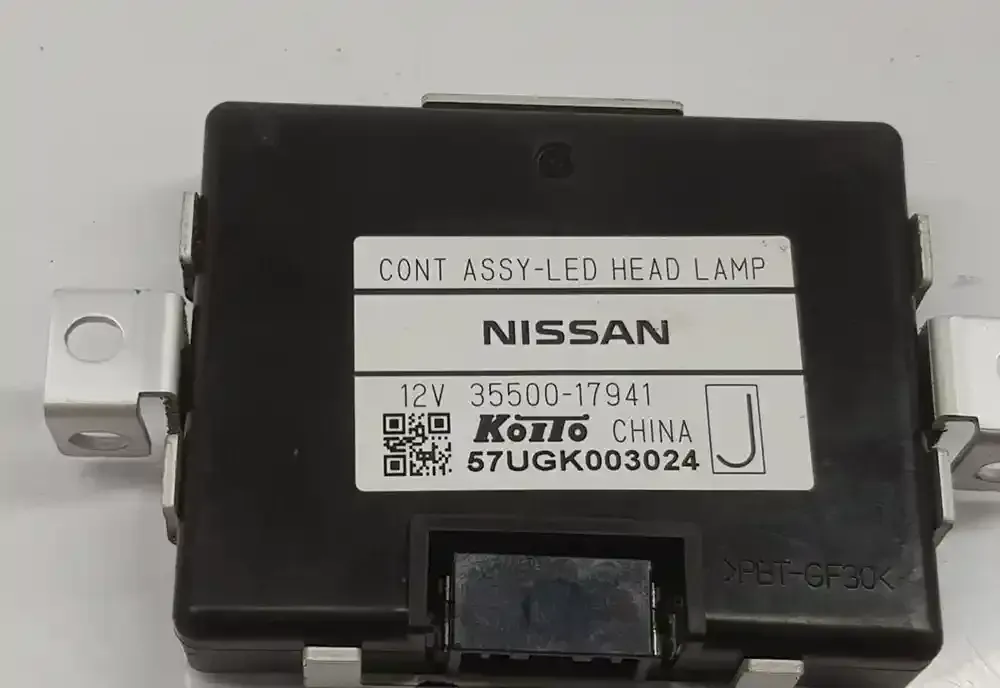 CONT ASSY-LED HEAD LAMP
NISSAN
12V 35500-17941
KoiTo CHINA J
57UGK003024
>PBT-GF30<